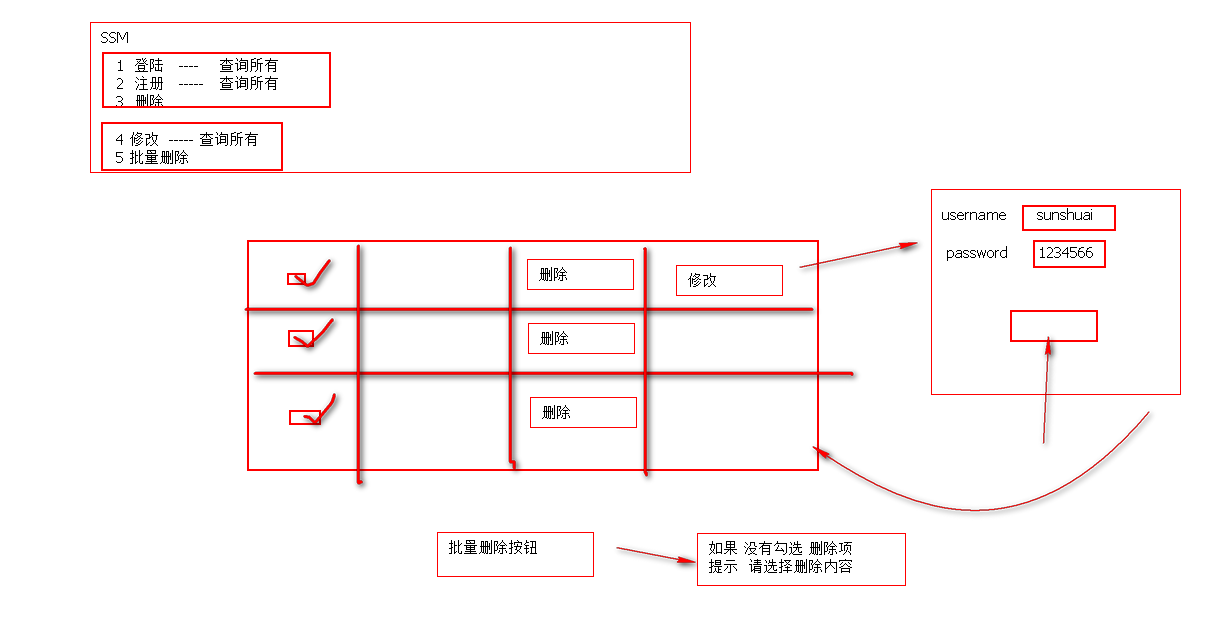 SSM
1 登陆 ---- 查询所有
2 注册 ----- 查询所有
3 删除
4 修改 ----- 查询所有
5 批量删除
username sunshuai
password 1234566
删除 修改
删除
删除
批量删除按钮
如果 没有勾选 删除项
提示 请选择删除内容